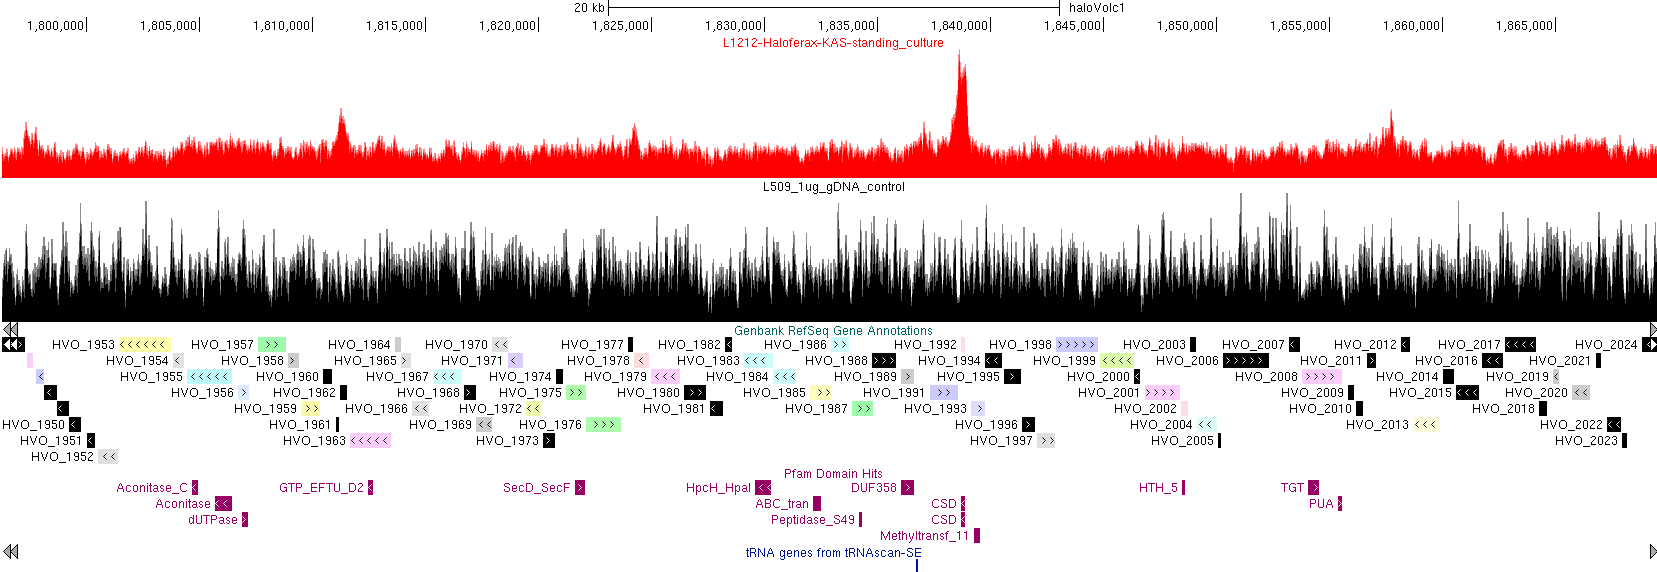 20 kb haloVolc1
1,800,000 1,805,000 1,810,000 1,815,000 1,820,000 1,825,000 1,830,000 1,835,000 1,840,000 1,845,000 1,850,000 1,855,000 1,860,000 1,865,000
L1212-Haloferax-KAS-standing_culture
L509_1ug_gDNA_control
Genbank RefSeq Gene Annotations
HVO_1953 HVO_1957 HVO_1964 HVO_1970 HVO_1977 HVO_1982 HVO_1986 HVO_1992 HVO_1998 HVO_2003 HVO_2007 HVO_2012 HVO_2017 HVO_2024
HVO_1954 HVO_1958 HVO_1965 HVO_1971 HVO_1978 HVO_1983 HVO_1988 HVO_1994 HVO_1999 HVO_2006 HVO_2011 HVO_2016 HVO_2021
HVO_1955 HVO_1960 HVO_1967 HVO_1974 HVO_1979 HVO_1984 HVO_1989 HVO_1995 HVO_2000 HVO_2008 HVO_2014 HVO_2019
HVO_1956 HVO_1962 HVO_1968 HVO_1975 HVO_1980 HVO_1985 HVO_1991 HVO_2001 HVO_2009 HVO_2015 HVO_2020
HVO_1959 HVO_1966 HVO_1972 HVO_1981 HVO_1987 HVO_1993 HVO_2002 HVO_2010 HVO_2018
HVO_1950 HVO_1961 HVO_1969 HVO_1976 HVO_1996 HVO_2004 HVO_2013 HVO_2022
HVO_1951 HVO_1963 HVO_1973 HVO_1997 HVO_2005 HVO_2023
HVO_1952
Pfam Domain Hits
Aconitase_C GTP_EFTU_D2 SecD_SecF HpcH_HpaI DUF358 HTH_5 TGT
Aconitase ABC_tran CSD PUA
dUTPase Peptidase_S49 CSD
Methyltransf_11
tRNA genes from tRNAscan-SE